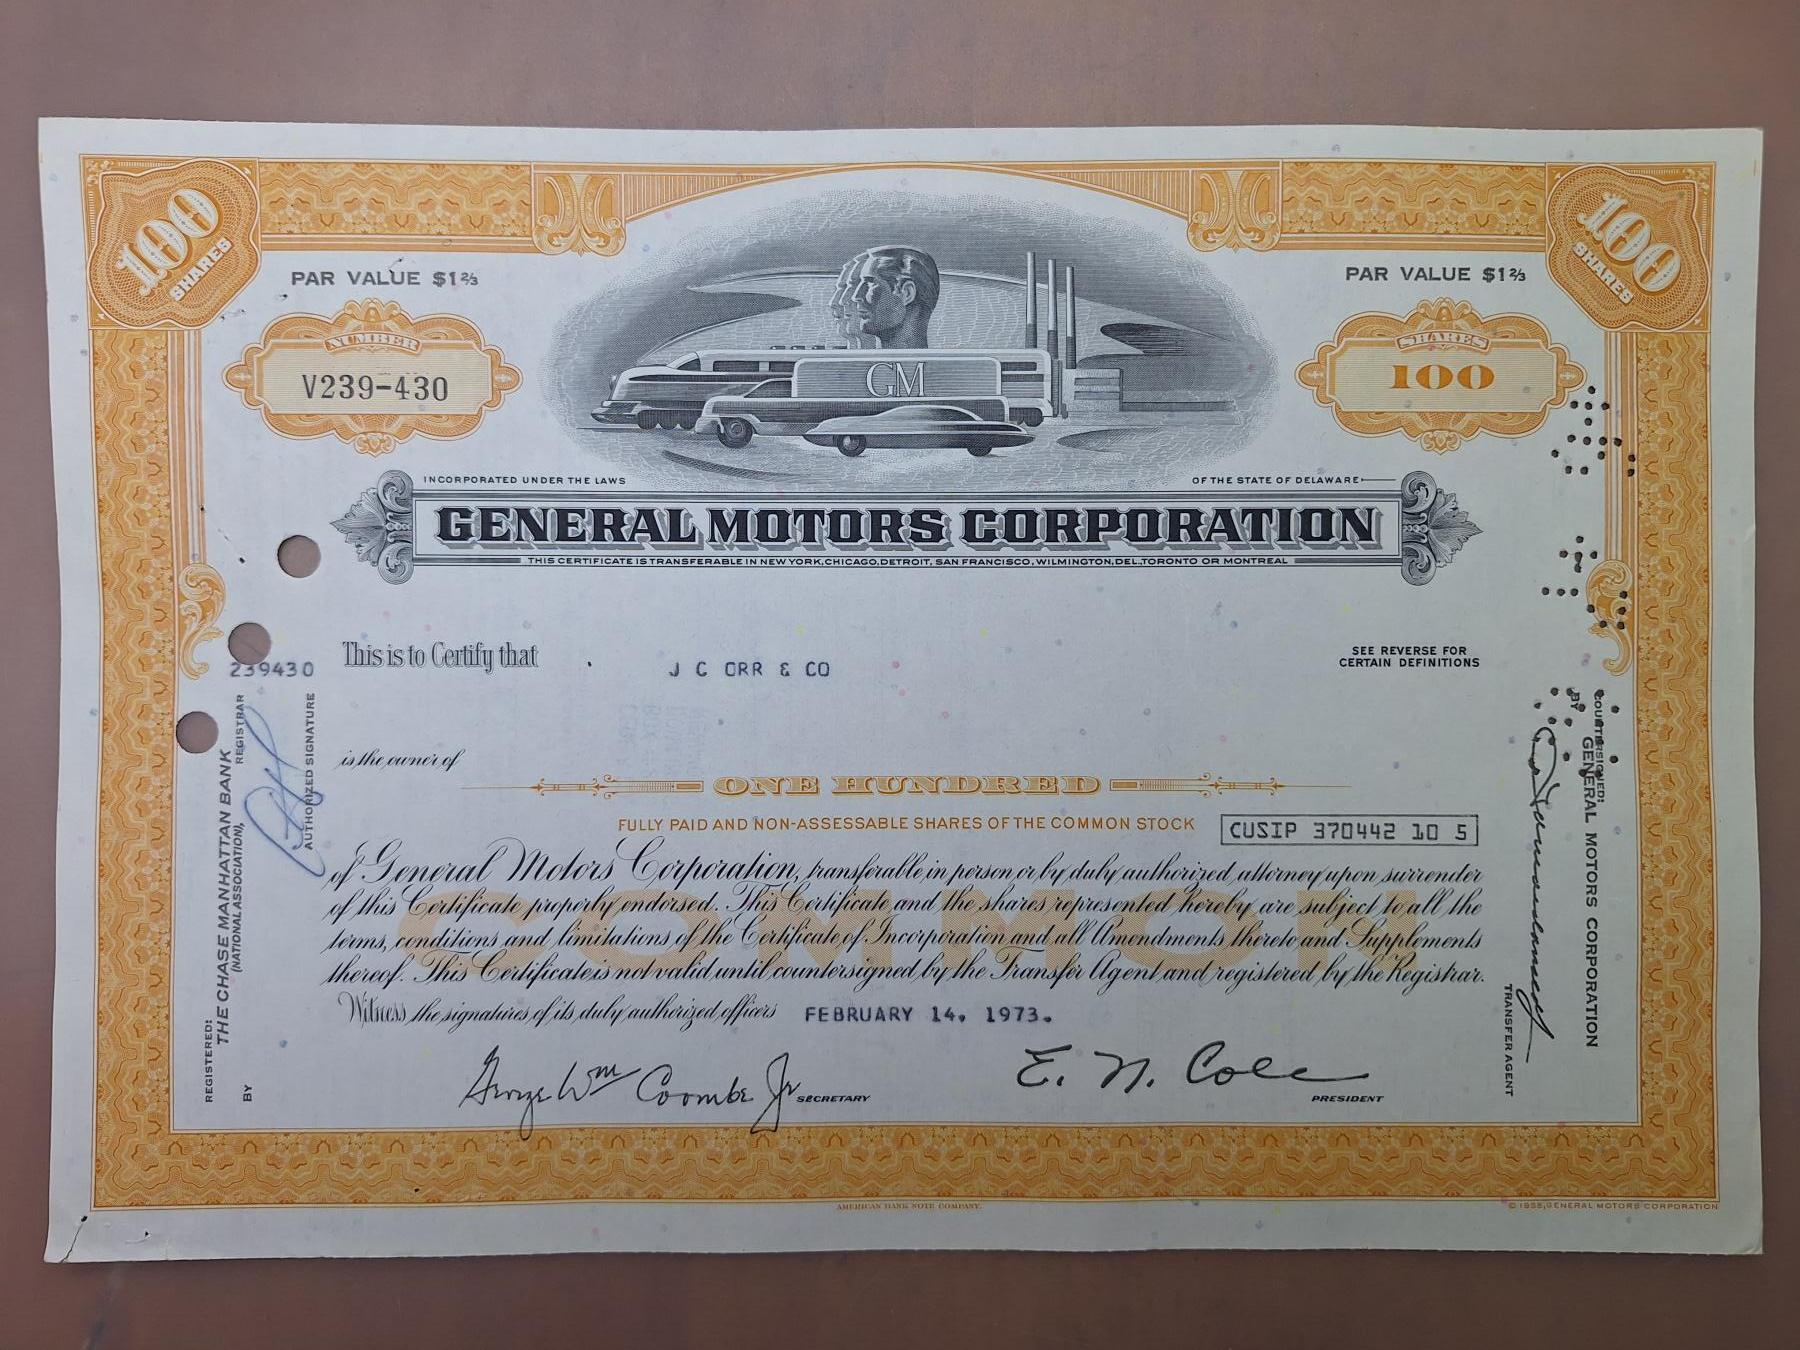 100 SHARES
100 SHARES
PAR VALUE $1⅔
PAR VALUE $1⅔
NUMBER
V239-430
SHARES
100
GM
INCORPORATED UNDER THE LAWS
OF THE STATE OF DELAWARE
GENERAL MOTORS CORPORATION
THIS CERTIFICATE IS TRANSFERABLE IN NEW YORK, CHICAGO, DETROIT, SAN FRANCISCO, WILMINGTON, DEL., TORONTO OR MONTREAL
This is to Certify that
J C ORR & CO
SEE REVERSE FOR
CERTAIN DEFINITIONS
239430
is the owner of
ONE HUNDRED
FULLY PAID AND NON-ASSESSABLE SHARES OF THE COMMON STOCK
CUSIP 370442 10 5
COMMON
of General Motors Corporation, transferable in person or by duly authorized attorney upon surrender
of this Certificate properly endorsed. This Certificate and the shares represented hereby are subject to all the
terms, conditions and limitations of the Certificate of Incorporation and all Amendments thereto and Supplements
thereof. This Certificate is not valid until countersigned by the Transfer Agent and registered by the Registrar.
Witness the signatures of its duly authorized officers
FEBRUARY 14, 1973.
George Wm Coombe Jr
SECRETARY
E. N. Cole
PRESIDENT
REGISTERED:
THE CHASE MANHATTAN BANK
(NATIONAL ASSOCIATION),
REGISTRAR
BY
AUTHORIZED SIGNATURE
COUNTERSIGNED:
GENERAL MOTORS CORPORATION
BY
TRANSFER AGENT
AMERICAN BANK NOTE COMPANY.
© 1958, GENERAL MOTORS CORPORATION